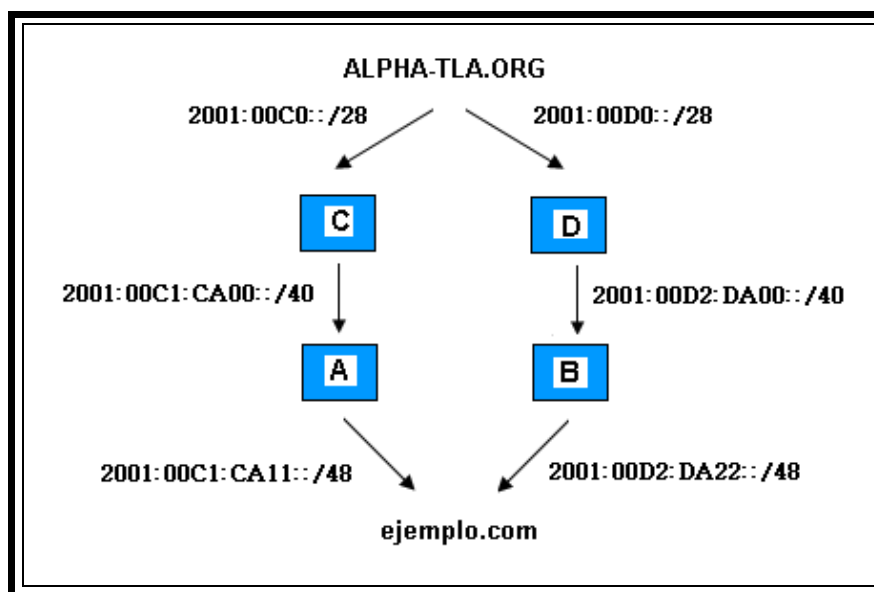 ALPHA-TLA.ORG
2001:00C0::/28
2001:00D0::/28
C
D
2001:00C1:CA00::/40
2001:00D2:DA00::/40
A
B
2001:00C1:CA11::/48
2001:00D2:DA22::/48
ejemplo.com